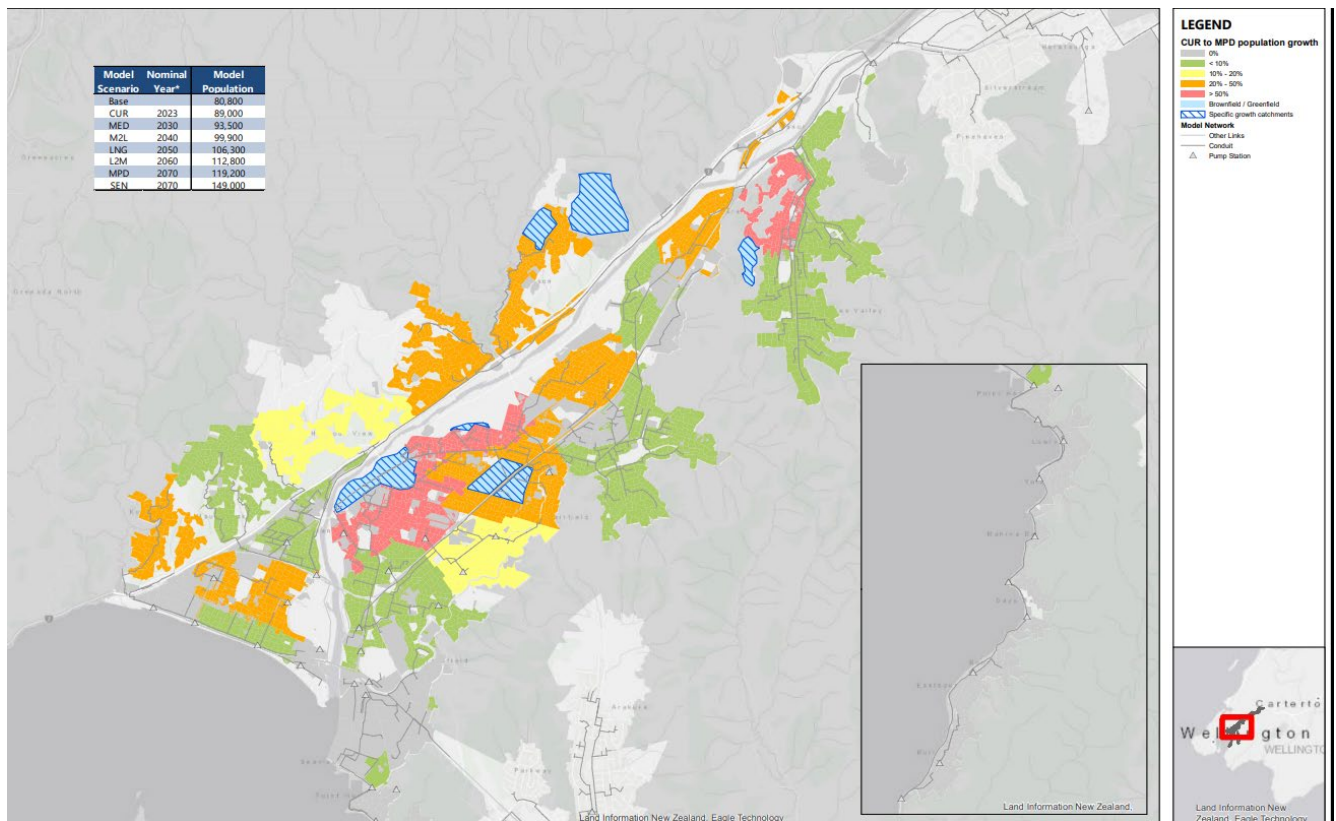 Model Nominal Model
Scenario Year* Population
Base 80,800
CUR 2023 89,000
MED 2030 93,500
M2L 2040 99,900
LNG 2050 106,300
L2M 2060 112,800
MPD 2070 119,200
SEN 2070 149,000
LEGEND
CUR to MPD population growth
0%
< 10%
10% - 20%
20% - 50%
> 50%
Brownfield / Greenfield
Specific growth catchments
Model Network
Other Links
Conduit
Pump Station
Silverstream
Pinehaven
Grenada North
Arakura
Parkway
Land Information New Zealand, Eagle Technology
Land Information New Zealand,
Carterto
Wellington
WELLINGTO
Land Information New
Zealand, Eagle Technology